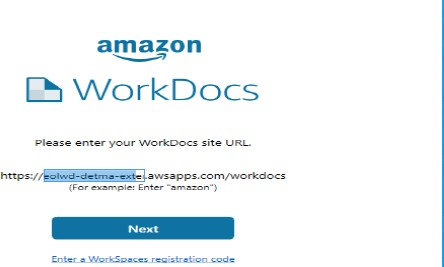 amazon
WorkDocs
Please enter your WorkDocs site URL.
https://eolwd-detma-exte.awsapps.com/workdocs
(For example: Enter "amazon")
Next
Enter a WorkSpaces registration code